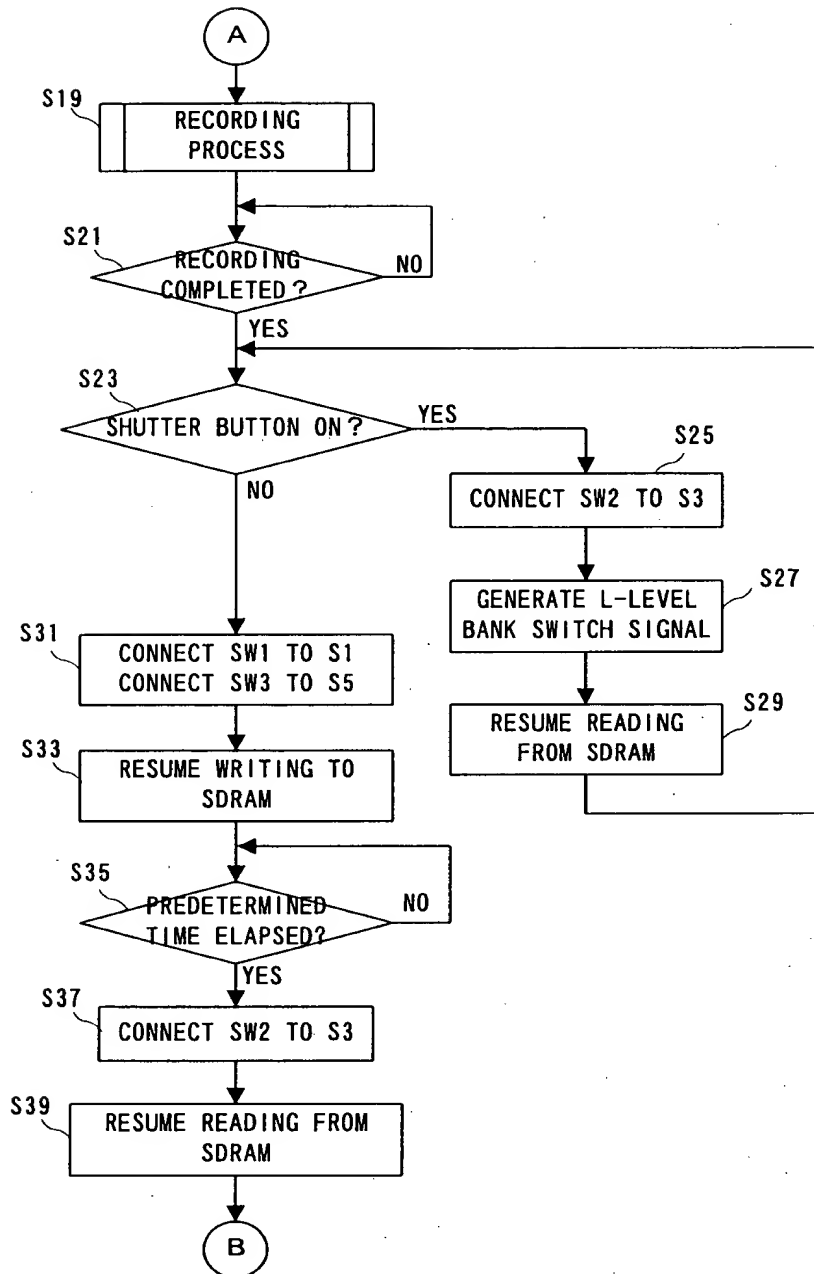 A
S19
RECORDING
PROCESS
S21
RECORDING
COMPLETED?
NO
YES
S23
SHUTTER BUTTON ON?
YES
NO
S25
CONNECT SW2 TO S3
S27
GENERATE L-LEVEL
BANK SWITCH SIGNAL
S29
RESUME READING
FROM SDRAM
S31
CONNECT SW1 TO S1
CONNECT SW3 TO S5
S33
RESUME WRITING TO
SDRAM
S35
PREDETERMINED
TIME ELAPSED?
NO
YES
S37
CONNECT SW2 TO S3
S39
RESUME READING FROM
SDRAM
B